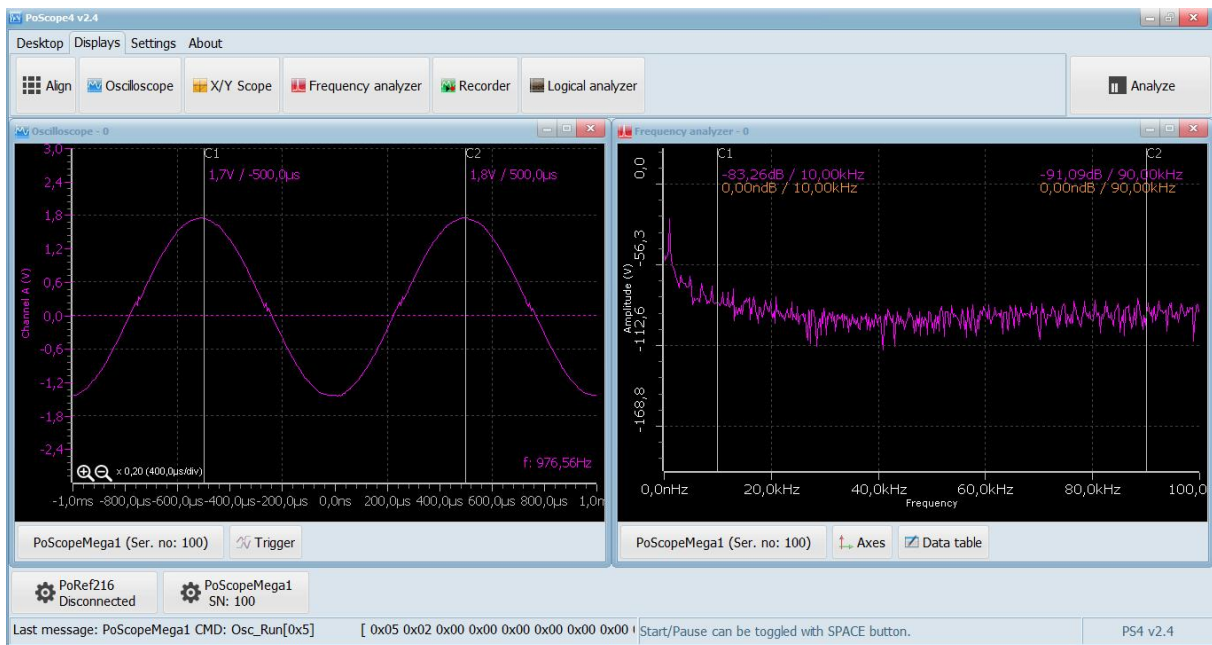 PoScope4 v2.4
Desktop Displays Settings About
Align Oscilloscope X/Y Scope Frequency analyzer Recorder Logical analyzer Analyze
Oscilloscope - 0
3,0
2,4
1,8
1,2
0,6
0,0
-0,6
-1,2
-1,8
-2,4
Channel A (V)
C1 C2
1,7V / -500,0µs 1,8V / 500,0µs
x 0,20 (400,0µs/div)
f: 976,56Hz
-1,0ms -800,0µs -600,0µs -400,0µs -200,0µs 0,0ns 200,0µs 400,0µs 600,0µs 800,0µs 1,0m
PoScopeMega1 (Ser. no: 100) Trigger
Frequency analyzer - 0
0,0
-56,3
-112,6
-168,8
Amplitude (V)
C1 C2
-83,26dB / 10,00kHz -91,09dB / 90,00kHz
0,00ndB / 10,00kHz 0,00ndB / 90,00kHz
0,0nHz 20,0kHz 40,0kHz 60,0kHz 80,0kHz 100,0
Frequency
PoScopeMega1 (Ser. no: 100) Axes Data table
PoRef216
Disconnected
PoScopeMega1
SN: 100
Last message: PoScopeMega1 CMD: Osc_Run[0x5] [ 0x05 0x02 0x00 0x00 0x00 0x00 0x00 0x00 Start/Pause can be toggled with SPACE button. PS4 v2.4